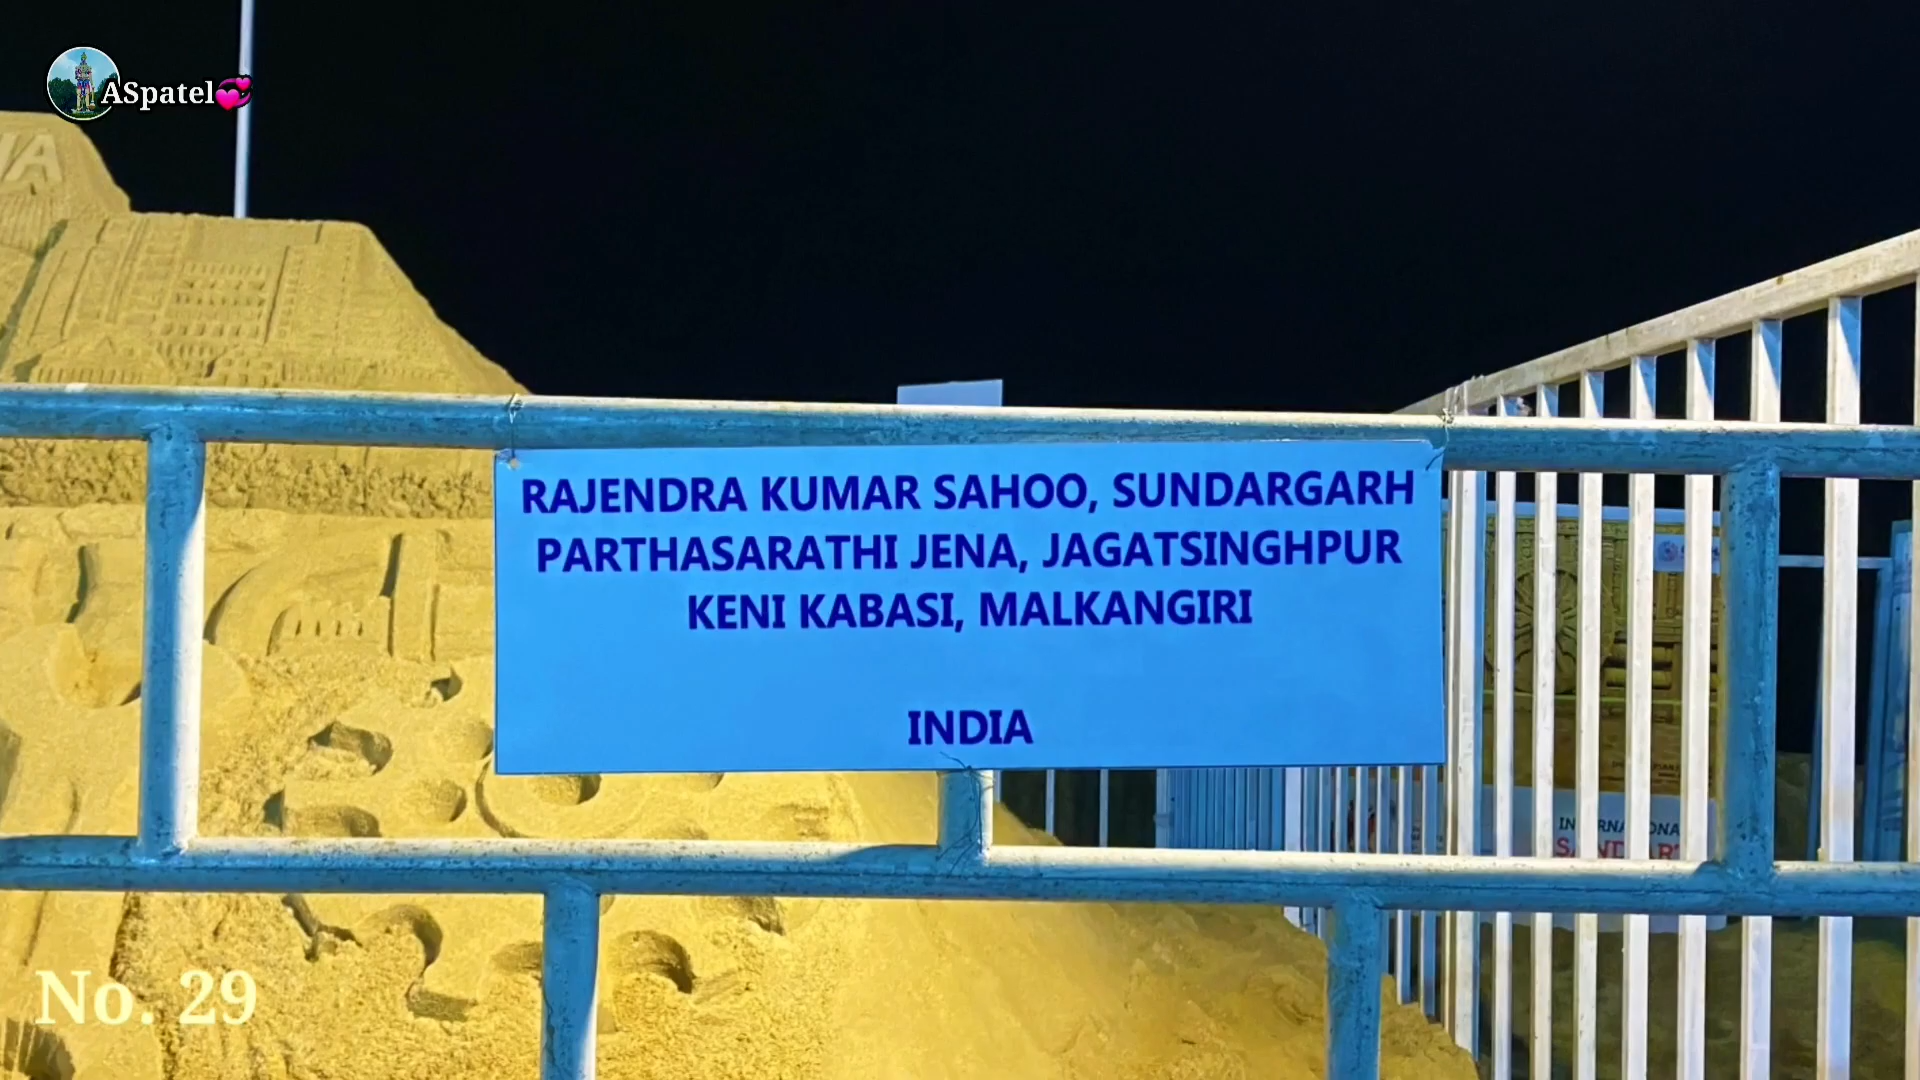 ASpatel
RAJENDRA KUMAR SAHOO, SUNDARGARH
PARTHASARATHI JENA, JAGATSINGHPUR
KENI KABASI, MALKANGIRI
INDIA
No. 29